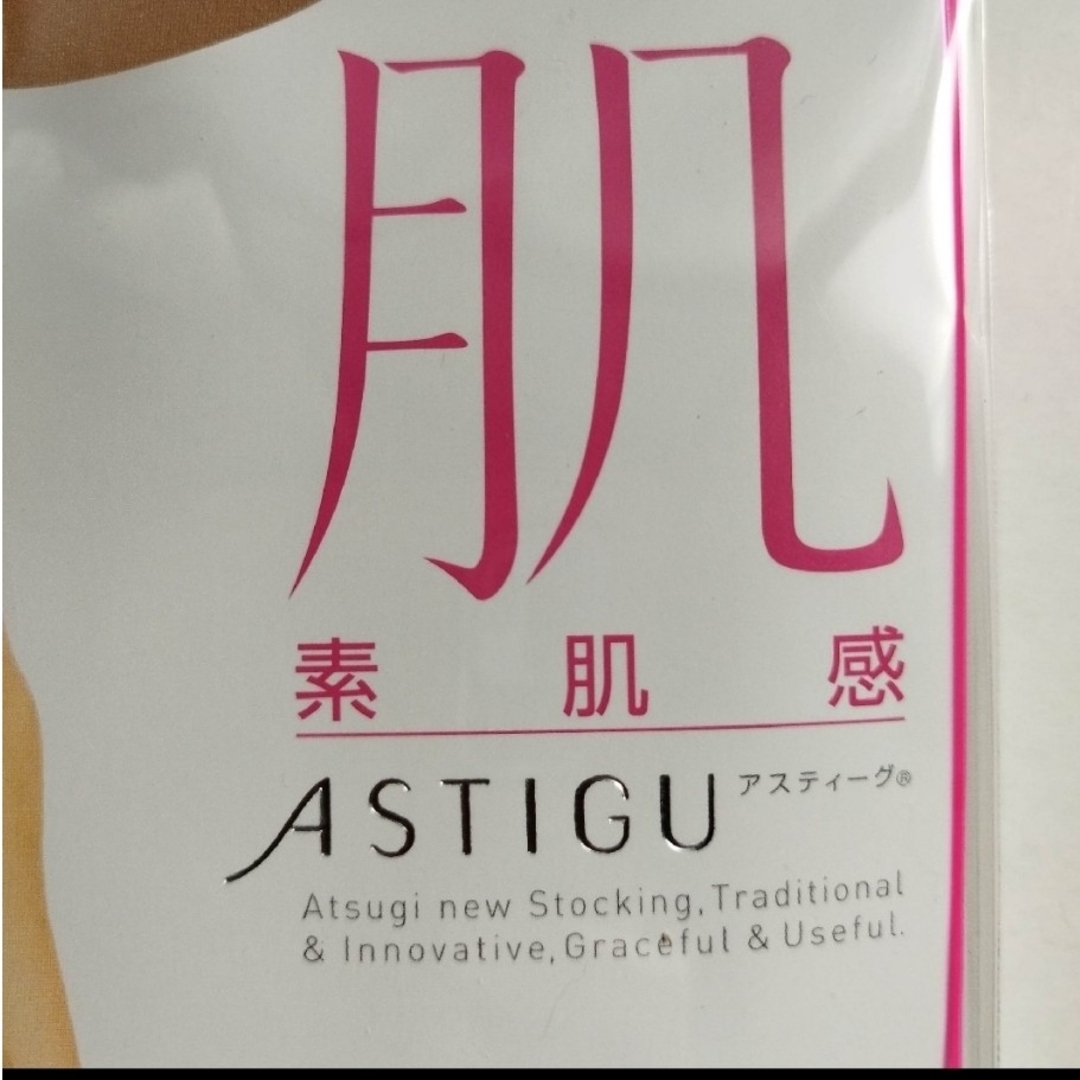 肌
素肌感
ASTIGU アスティーグ®
Atsugi new Stocking,Traditional
& Innovative,Graceful & Useful.